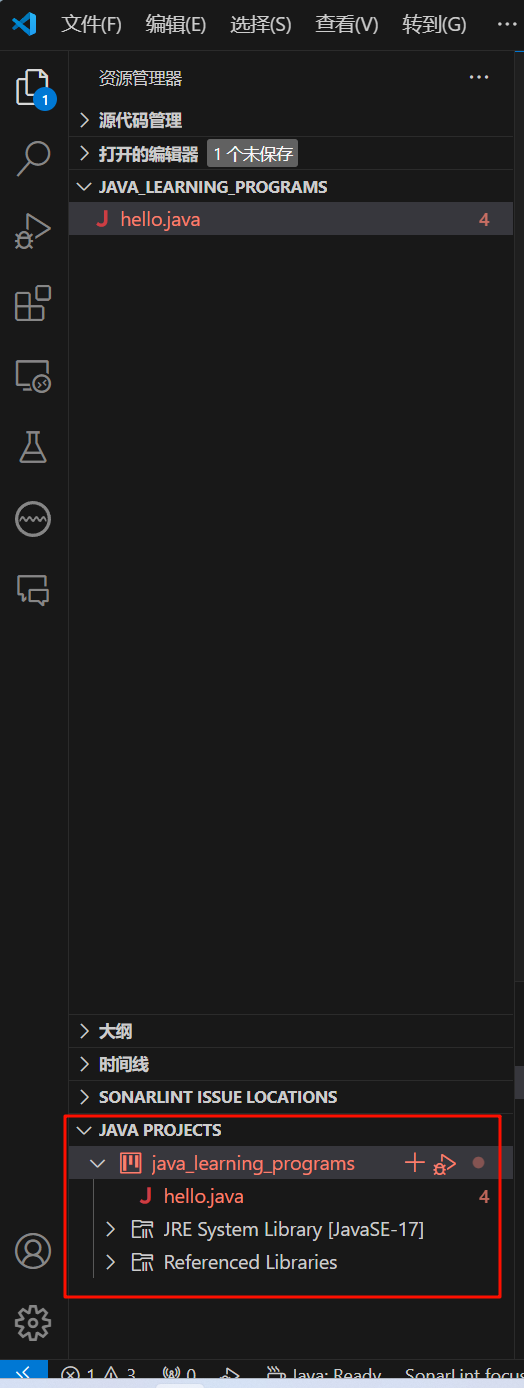 文件(F) 编辑(E) 选择(S) 查看(V) 转到(G) ···
资源管理器 ···
1
源代码管理
打开的编辑器 1 个未保存
JAVA_LEARNING_PROGRAMS
J hello.java 4
大纲
时间线
SONARLINT ISSUE LOCATIONS
JAVA PROJECTS
java_learning_programs
J hello.java 4
JRE System Library [JavaSE-17]
Referenced Libraries
1 3 0 Java: Ready SonarLint focus